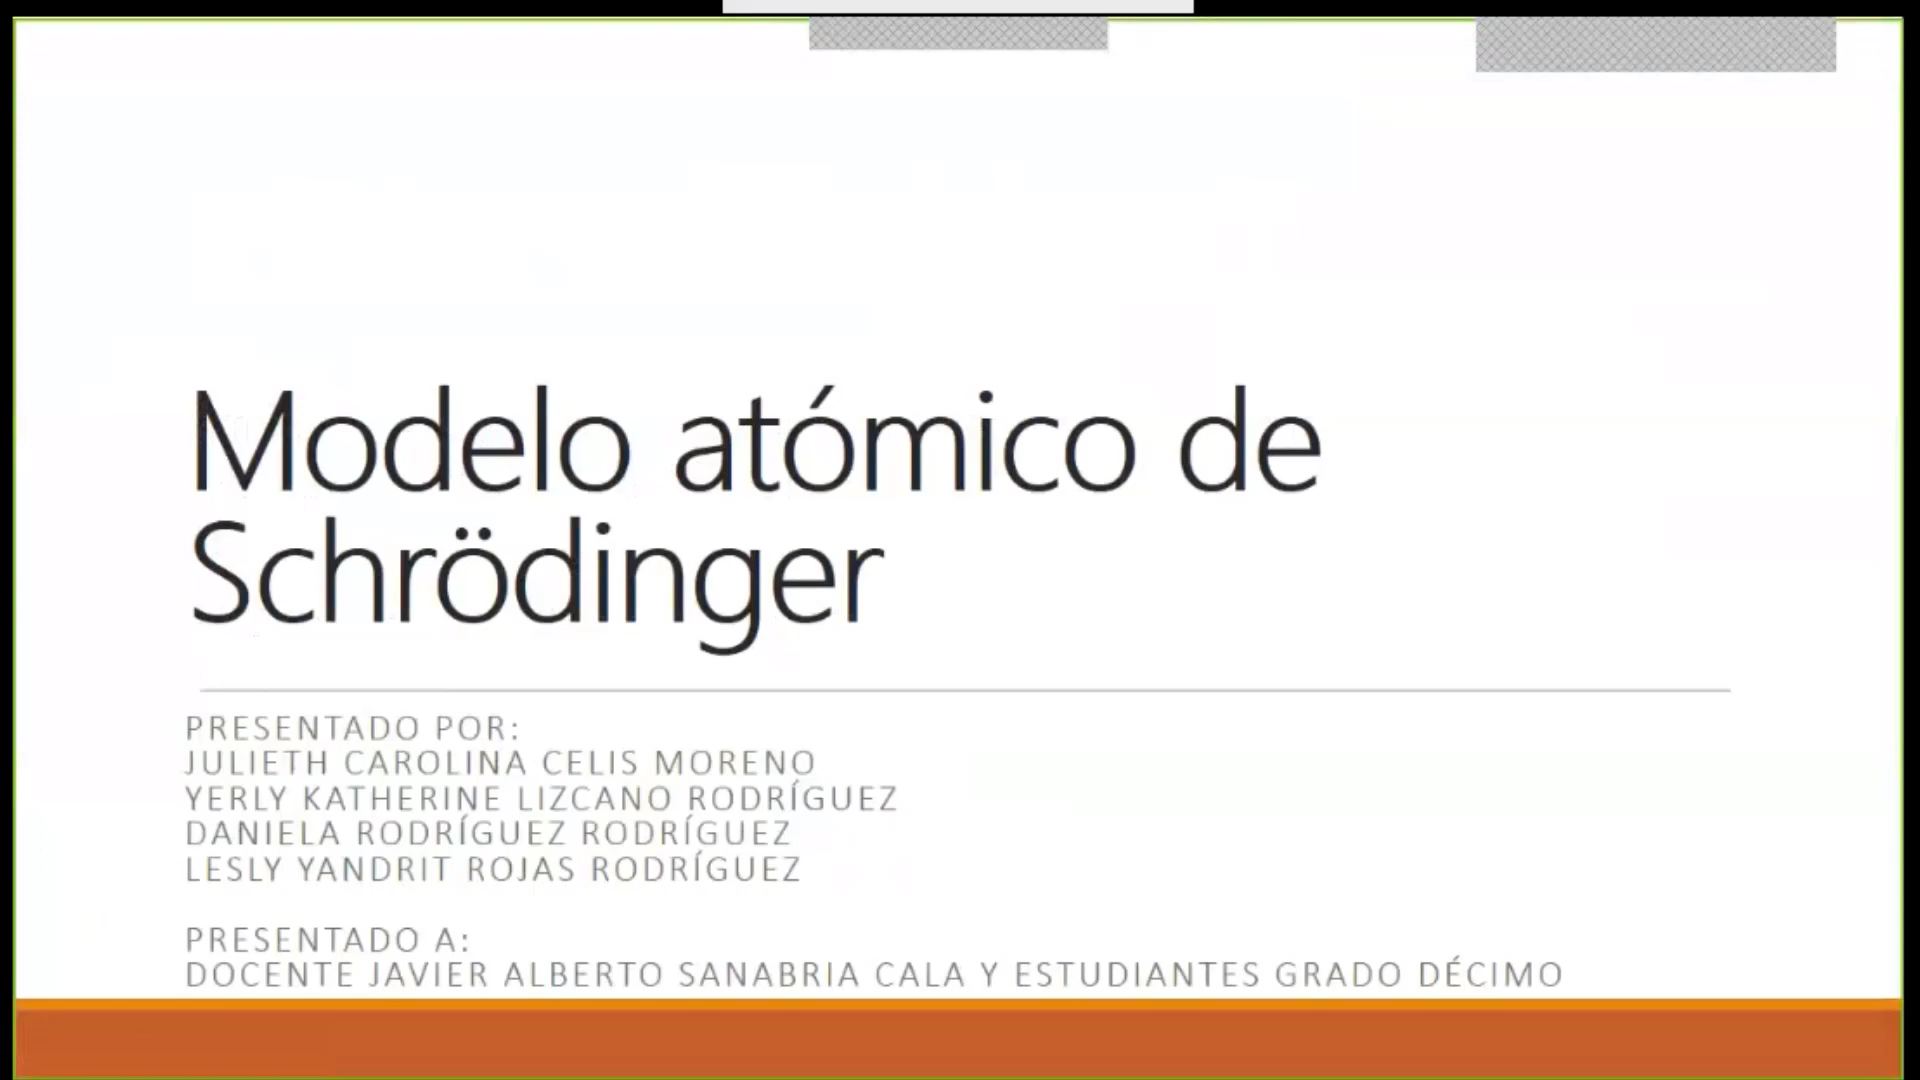 Modelo atómico de
Schrödinger
PRESENTADO POR:
JULIETH CAROLINA CELIS MORENO
YERLY KATHERINE LIZCANO RODRÍGUEZ
DANIELA RODRÍGUEZ RODRÍGUEZ
LESLY YANDRIT ROJAS RODRÍGUEZ
PRESENTADO A:
DOCENTE JAVIER ALBERTO SANABRIA CALA Y ESTUDIANTES GRADO DÉCIMO